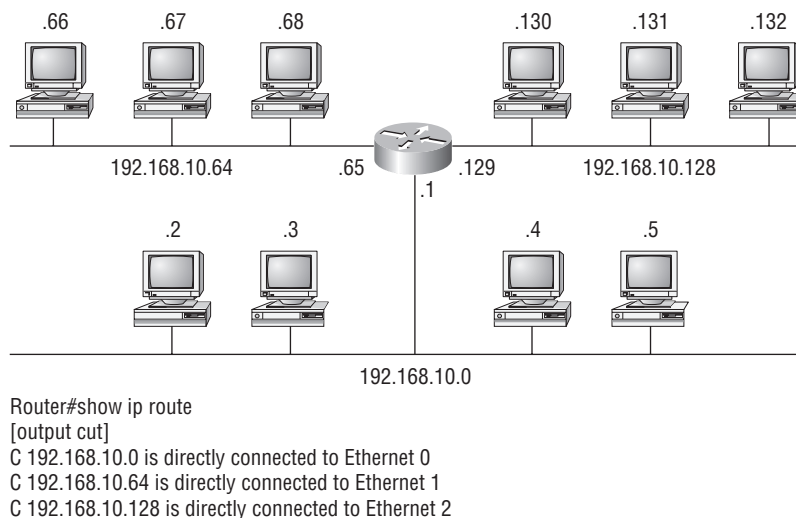 .66 .67 .68 .130 .131 .132
192.168.10.64 .65 .129 192.168.10.128
.1
.2 .3 .4 .5
192.168.10.0
Router#show ip route
[output cut]
C 192.168.10.0 is directly connected to Ethernet 0
C 192.168.10.64 is directly connected to Ethernet 1
C 192.168.10.128 is directly connected to Ethernet 2